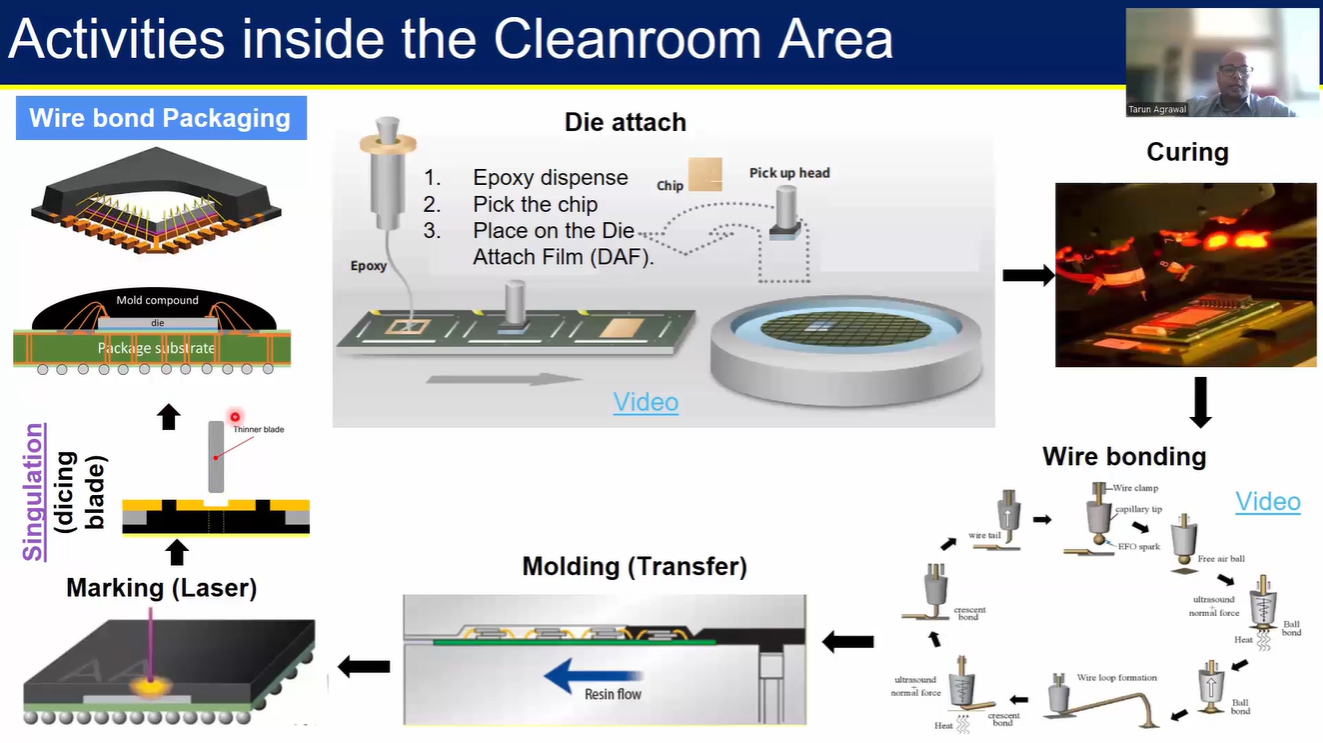 Activities inside the Cleanroom Area
Tarun Agrawal
Wire bond Packaging
Mold compound
die
Package substrate
Die attach
1. Epoxy dispense
2. Pick the chip
3. Place on the Die
Attach Film (DAF).
Chip
Pick up head
Epoxy
Video
Curing
Wire bonding
Video
Wire clamp
capillary tip
EFO spark
wire tail
Free air ball
ultrasound
+
normal force
Heat
Ball
bond
Ball
bond
Wire loop formation
ultrasound
+
normal force
Heat
crescent
bond
crescent
bond
Molding (Transfer)
Resin flow
Marking (Laser)
AA
Singulation
(dicing
blade)
Thinner blade